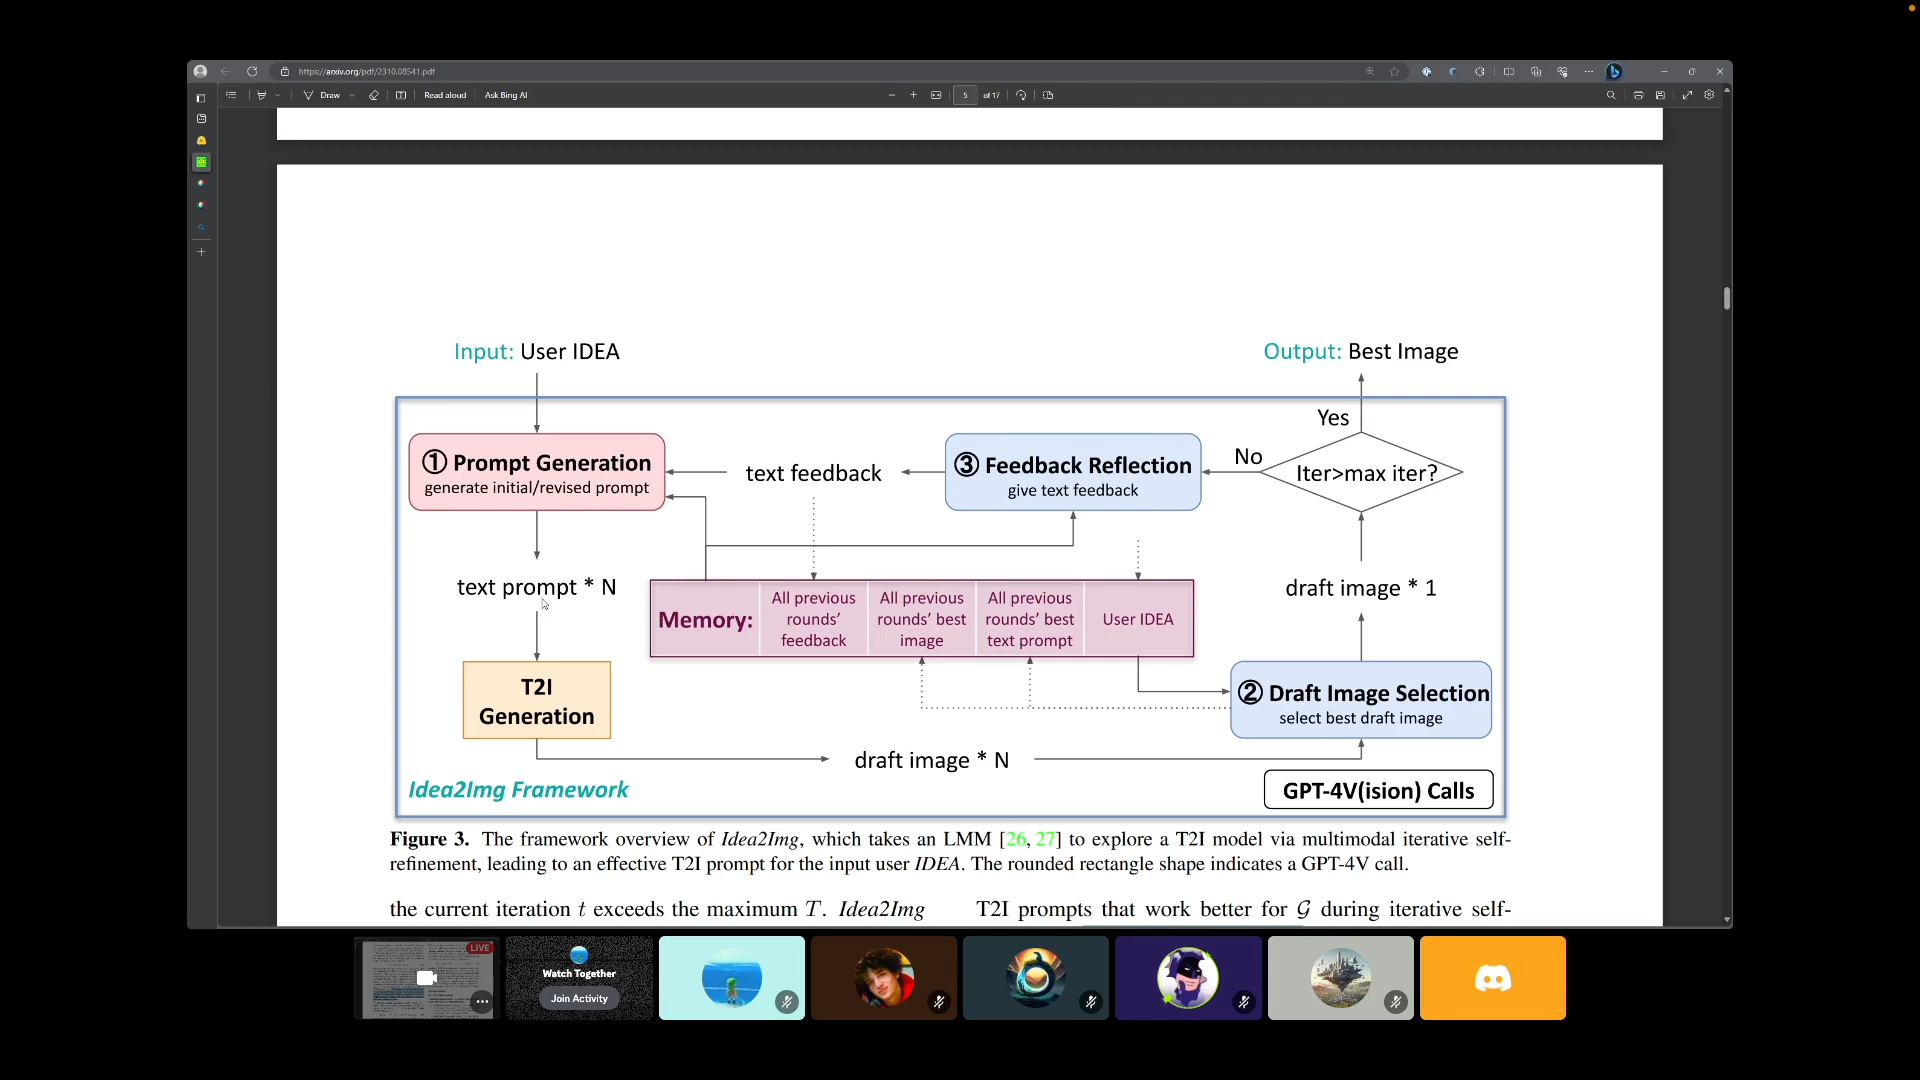 https://arxiv.org/pdf/2310.08541.pdf
Draw
Read aloud
Ask Bing AI
5
of 17
Input: User IDEA
Output: Best Image
Yes
① Prompt Generation
generate initial/revised prompt
text feedback
③ Feedback Reflection
give text feedback
No
Iter>max iter?
text prompt * N
Memory:
All previous
rounds’
feedback
All previous
rounds’ best
image
All previous
rounds’ best
text prompt
User IDEA
draft image * 1
T2I
Generation
② Draft Image Selection
select best draft image
draft image * N
Idea2Img Framework
GPT-4V(ision) Calls
Figure 3. The framework overview of Idea2Img, which takes an LMM [26, 27] to explore a T2I model via multimodal iterative self-
refinement, leading to an effective T2I prompt for the input user IDEA. The rounded rectangle shape indicates a GPT-4V call.
the current iteration t exceeds the maximum T. Idea2Img
T2I prompts that work better for G during iterative self-
LIVE
Watch Together
Join Activity